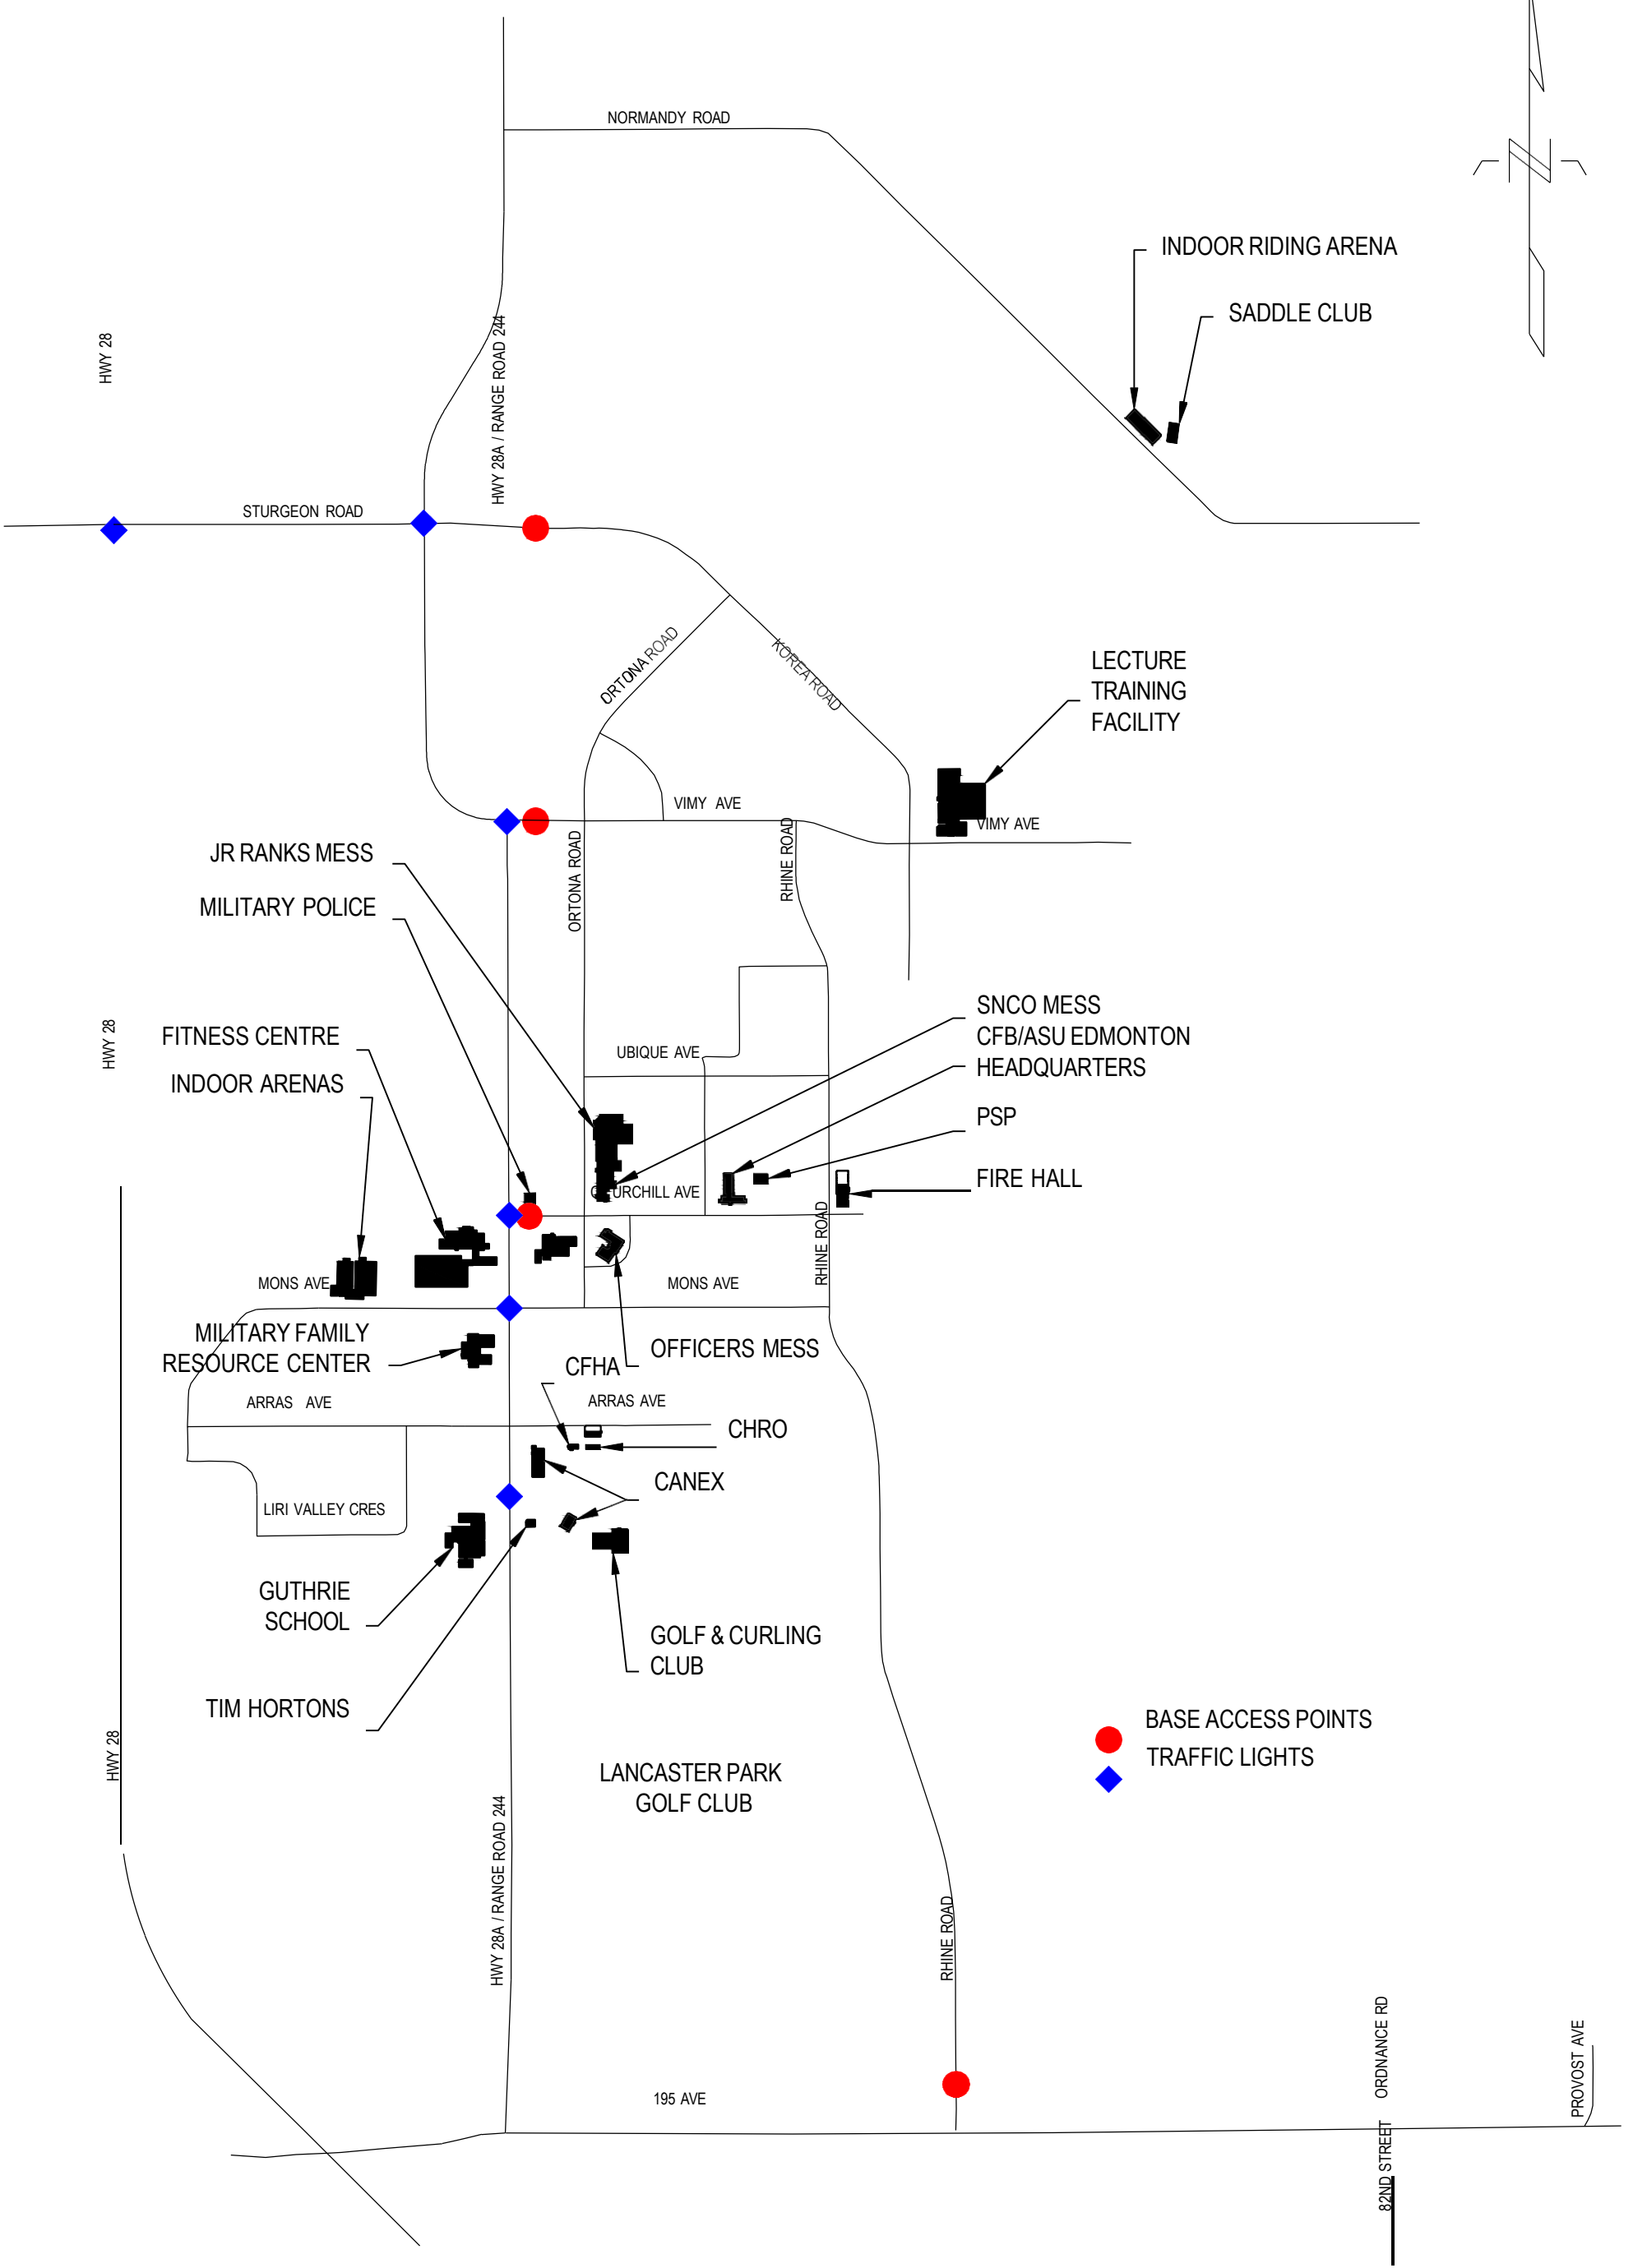 NORMANDY ROAD
N
INDOOR RIDING ARENA
SADDLE CLUB
HWY 28
HWY 28A / RANGE ROAD 244
STURGEON ROAD
ORTONA ROAD
KOREA ROAD
LECTURE
TRAINING
FACILITY
VIMY AVE
VIMY AVE
JR RANKS MESS
ORTONA ROAD
RHINE ROAD
MILITARY POLICE
SNCO MESS
CFB/ASU EDMONTON
HEADQUARTERS
HWY 28
FITNESS CENTRE
UBIQUE AVE
INDOOR ARENAS
PSP
FIRE HALL
CHURCHILL AVE
RHINE ROAD
MONS AVE
MONS AVE
MILITARY FAMILY
RESOURCE CENTER
OFFICERS MESS
CFHA
ARRAS AVE
ARRAS AVE
CHRO
CANEX
LIRI VALLEY CRES
GUTHRIE
SCHOOL
GOLF & CURLING
CLUB
TIM HORTONS
BASE ACCESS POINTS
TRAFFIC LIGHTS
HWY 28
LANCASTER PARK
GOLF CLUB
HWY 28A / RANGE ROAD 244
RHINE ROAD
195 AVE
82ND STREET ORDNANCE RD
PROVOST AVE